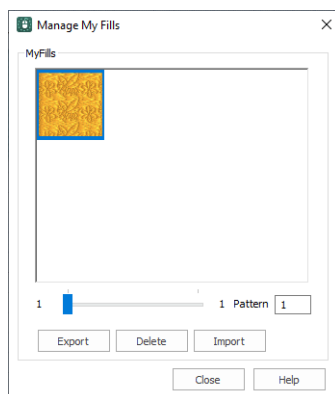 Manage My Fills
MyFills
1 1 Pattern 1
Export Delete Import
Close Help